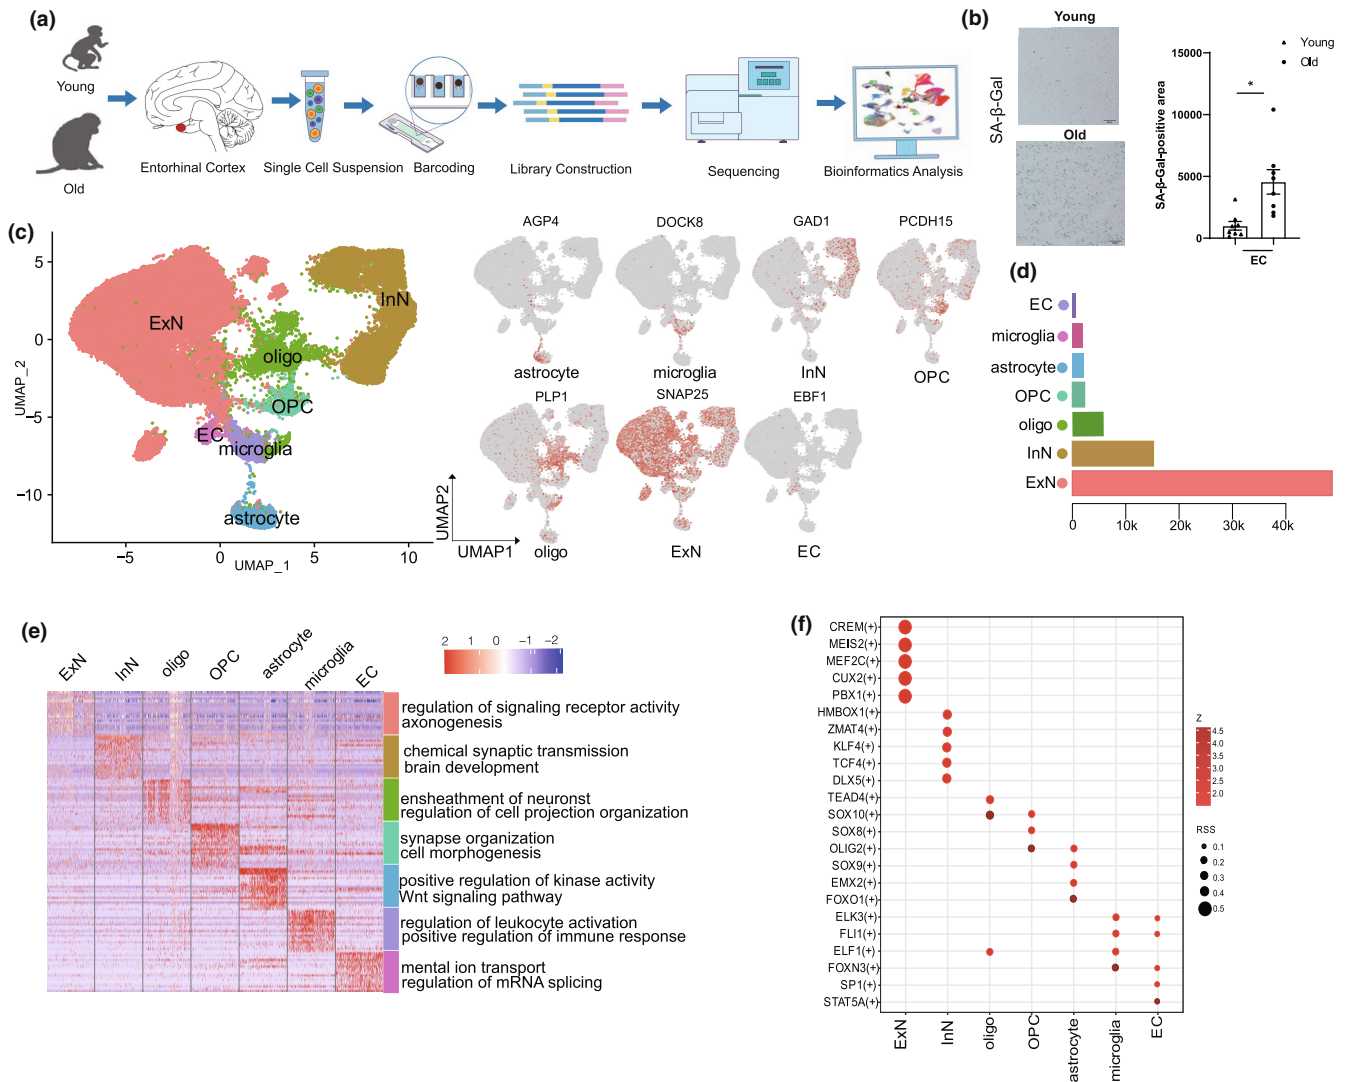 (a)
Young
Old
Entorhinal Cortex
Single Cell Suspension
Barcoding
Library Construction
Sequencing
Bioinformatics Analysis
(b)
SA-β-Gal
Young
Old
SA-β-Gal-positive area
15000
10000
5000
0
*
EC
Young
Old
(c)
UMAP_2
5
0
−5
−10
−5
0
5
10
UMAP_1
ExN
InN
oligo
OPC
EC
microglia
astrocyte
AGP4
astrocyte
DOCK8
microglia
GAD1
InN
PCDH15
OPC
PLP1
oligo
SNAP25
ExN
EBF1
EC
UMAP2
UMAP1
(d)
EC
microglia
astrocyte
OPC
oligo
InN
ExN
0
10k
20k
30k
40k
(e)
ExN
InN
oligo
OPC
astrocyte
microglia
EC
2
1
0
−1
−2
regulation of signaling receptor activity
axonogenesis
chemical synaptic transmission
brain development
ensheathment of neuronst
regulation of cell projection organization
synapse organization
cell morphogenesis
positive regulation of kinase activity
Wnt signaling pathway
regulation of leukocyte activation
positive regulation of immune response
mental ion transport
regulation of mRNA splicing
(f)
CREM(+)
MEIS2(+)
MEF2C(+)
CUX2(+)
PBX1(+)
HMBOX1(+)
ZMAT4(+)
KLF4(+)
TCF4(+)
DLX5(+)
TEAD4(+)
SOX10(+)
SOX8(+)
OLIG2(+)
SOX9(+)
EMX2(+)
FOXO1(+)
ELK3(+)
FLI1(+)
ELF1(+)
FOXN3(+)
SP1(+)
STAT5A(+)
ExN
InN
oligo
OPC
astrocyte
microglia
EC
Z
4.5
4.0
3.5
3.0
2.5
2.0
RSS
0.1
0.2
0.3
0.4
0.5